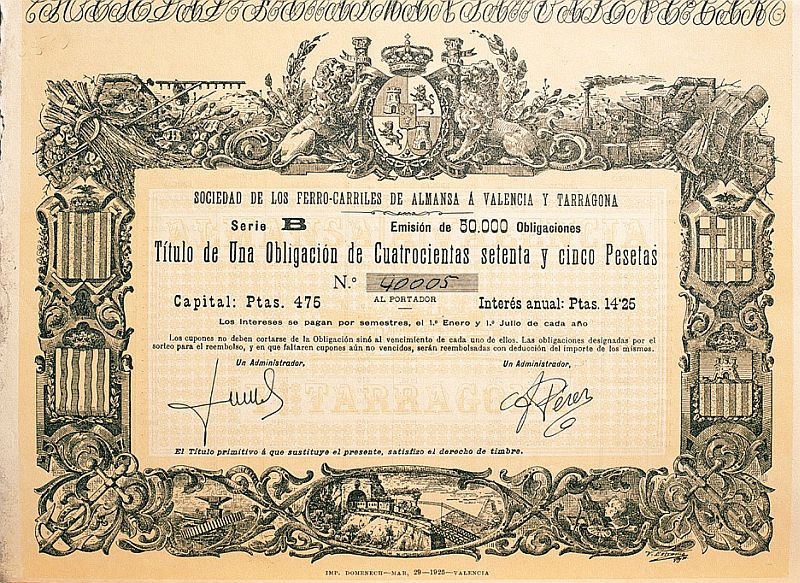 SOCIEDAD DE LOS FERRO-CARRILES DE ALMANSA Á VALENCIA Y TARRAGONA
Serie B Emisión de 50.000 Obligaciones
Título de Una Obligación de Cuatrocientas setenta y cinco Pesetas
N.º 40005
Capital: Ptas. 475 AL PORTADOR Interés anual: Ptas. 14'25
Los Intereses se pagan por semestres, el 1.º Enero y 1.º Julio de cada año
Los cupones no deben cortarse de la Obligación sinó al vencimiento de cada uno de ellos. Las obligaciones designadas por el
sorteo para el reembolso, y en que faltaren cupones aún no vencidos, serán reembolsadas con deducción del importe de los mismos.
Un Administrador, Un Administrador,
El Título primitivo á que sustituye el presente, satisfizo el derecho de timbre.
IMP. DOMENECH—MAR, 29—1925—VALENCIA